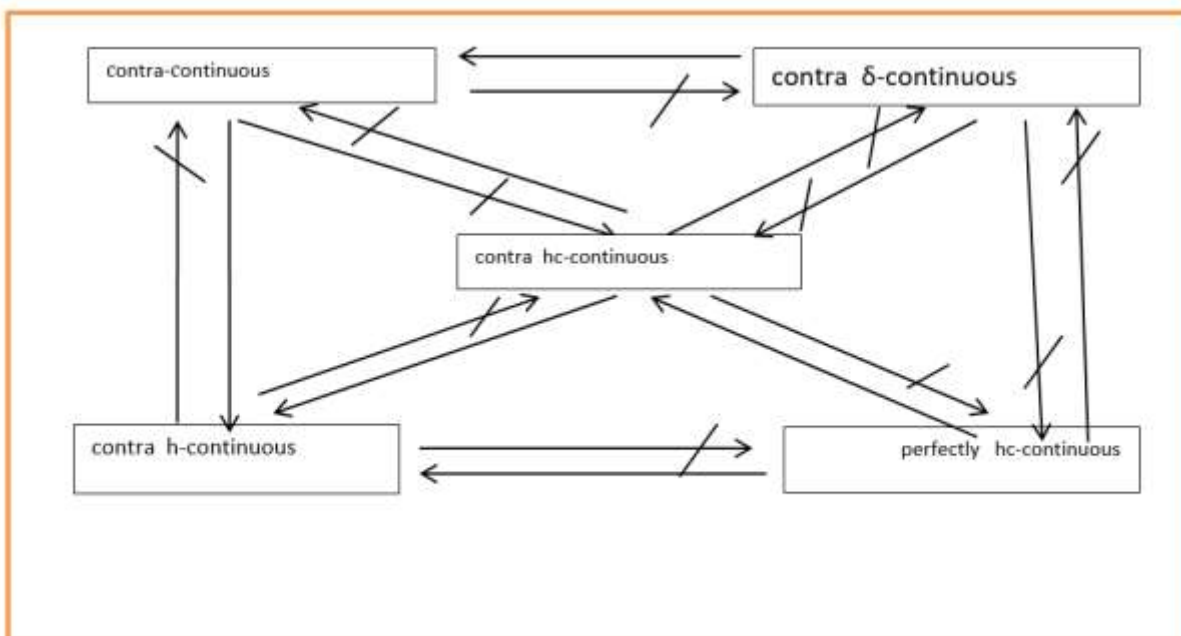 contra-continuous
contra δ-continuous
contra hc-continuous
contra h-continuous
perfectly hc-continuous